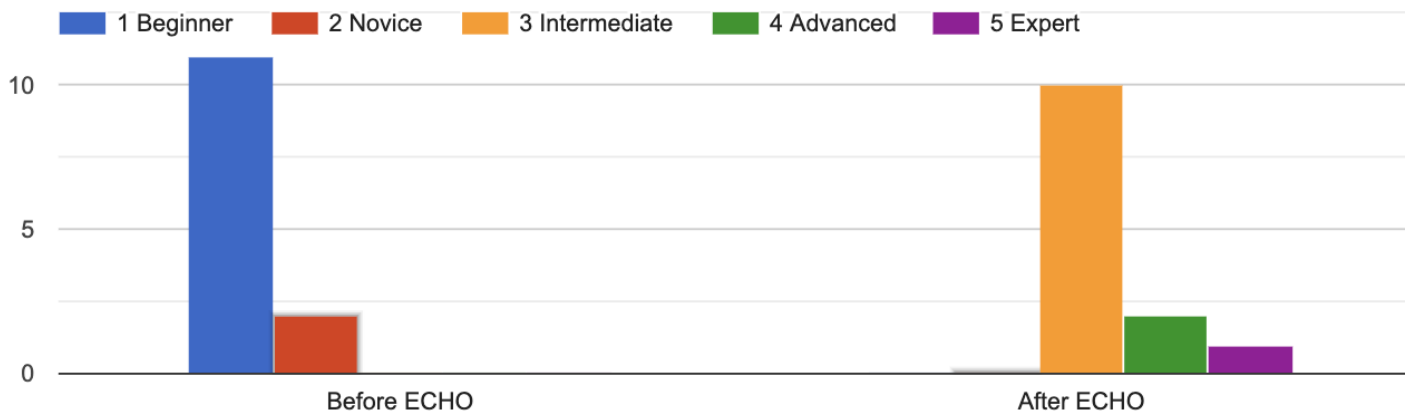 1 Beginner 2 Novice 3 Intermediate 4 Advanced 5 Expert
10
5
0
Before ECHO After ECHO